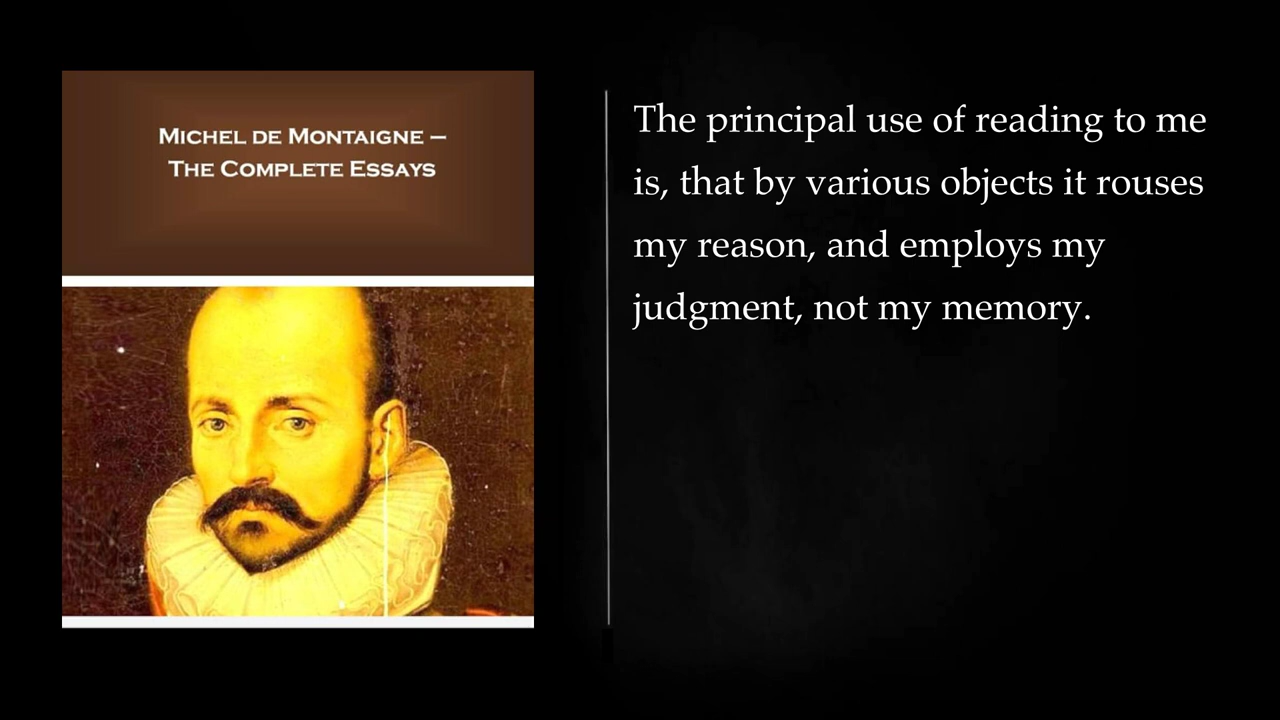 MICHEL DE MONTAIGNE –
THE COMPLETE ESSAYS
The principal use of reading to me
is, that by various objects it rouses
my reason, and employs my
judgment, not my memory.